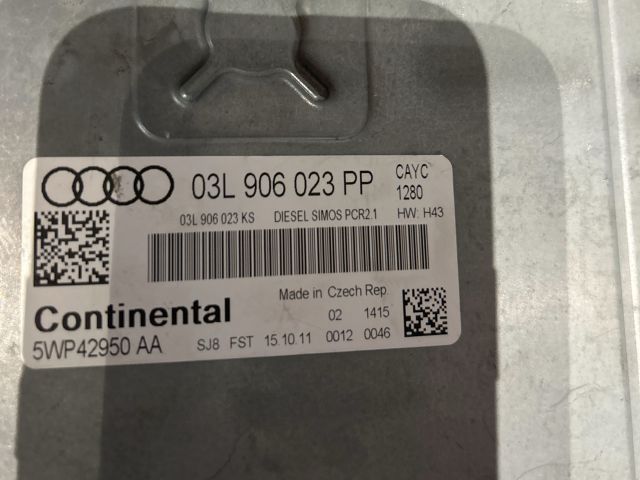 03L 906 023 PP
CAYC
1280
03L 906 023 KS DIESEL SIMOS PCR2.1 HW: H43
Made in Czech Rep.
Continental 02 1415
5WP42950 AA SJ8 FST 15.10.11 0012 0046